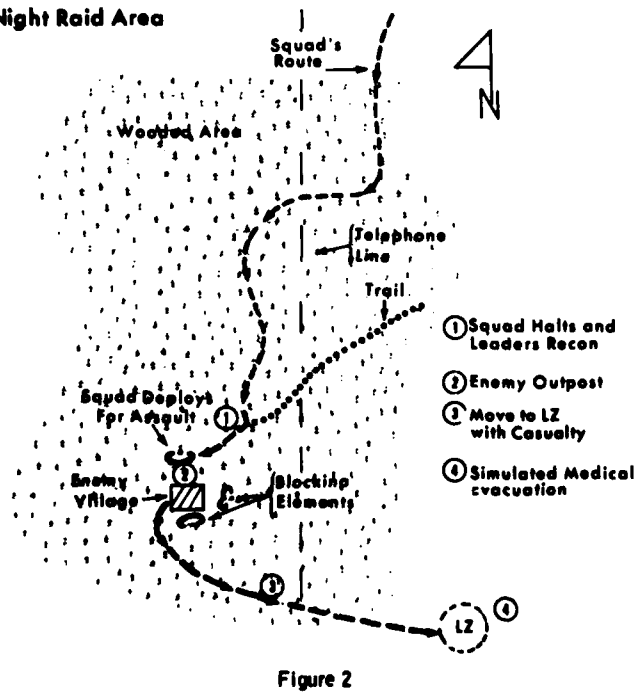 Night Raid Area
Squad's
Route
N
Wooded Area
Telephone
Line
Trail
① Squad Halts and
Leaders Recon
② Enemy Outpost
③ Move to LZ
with Casualty
④ Simulated Medical
evacuation
Squad Deploys
For Assault
①
②
Enemy
Village
Blocking
Elements
③
LZ
④
Figure 2